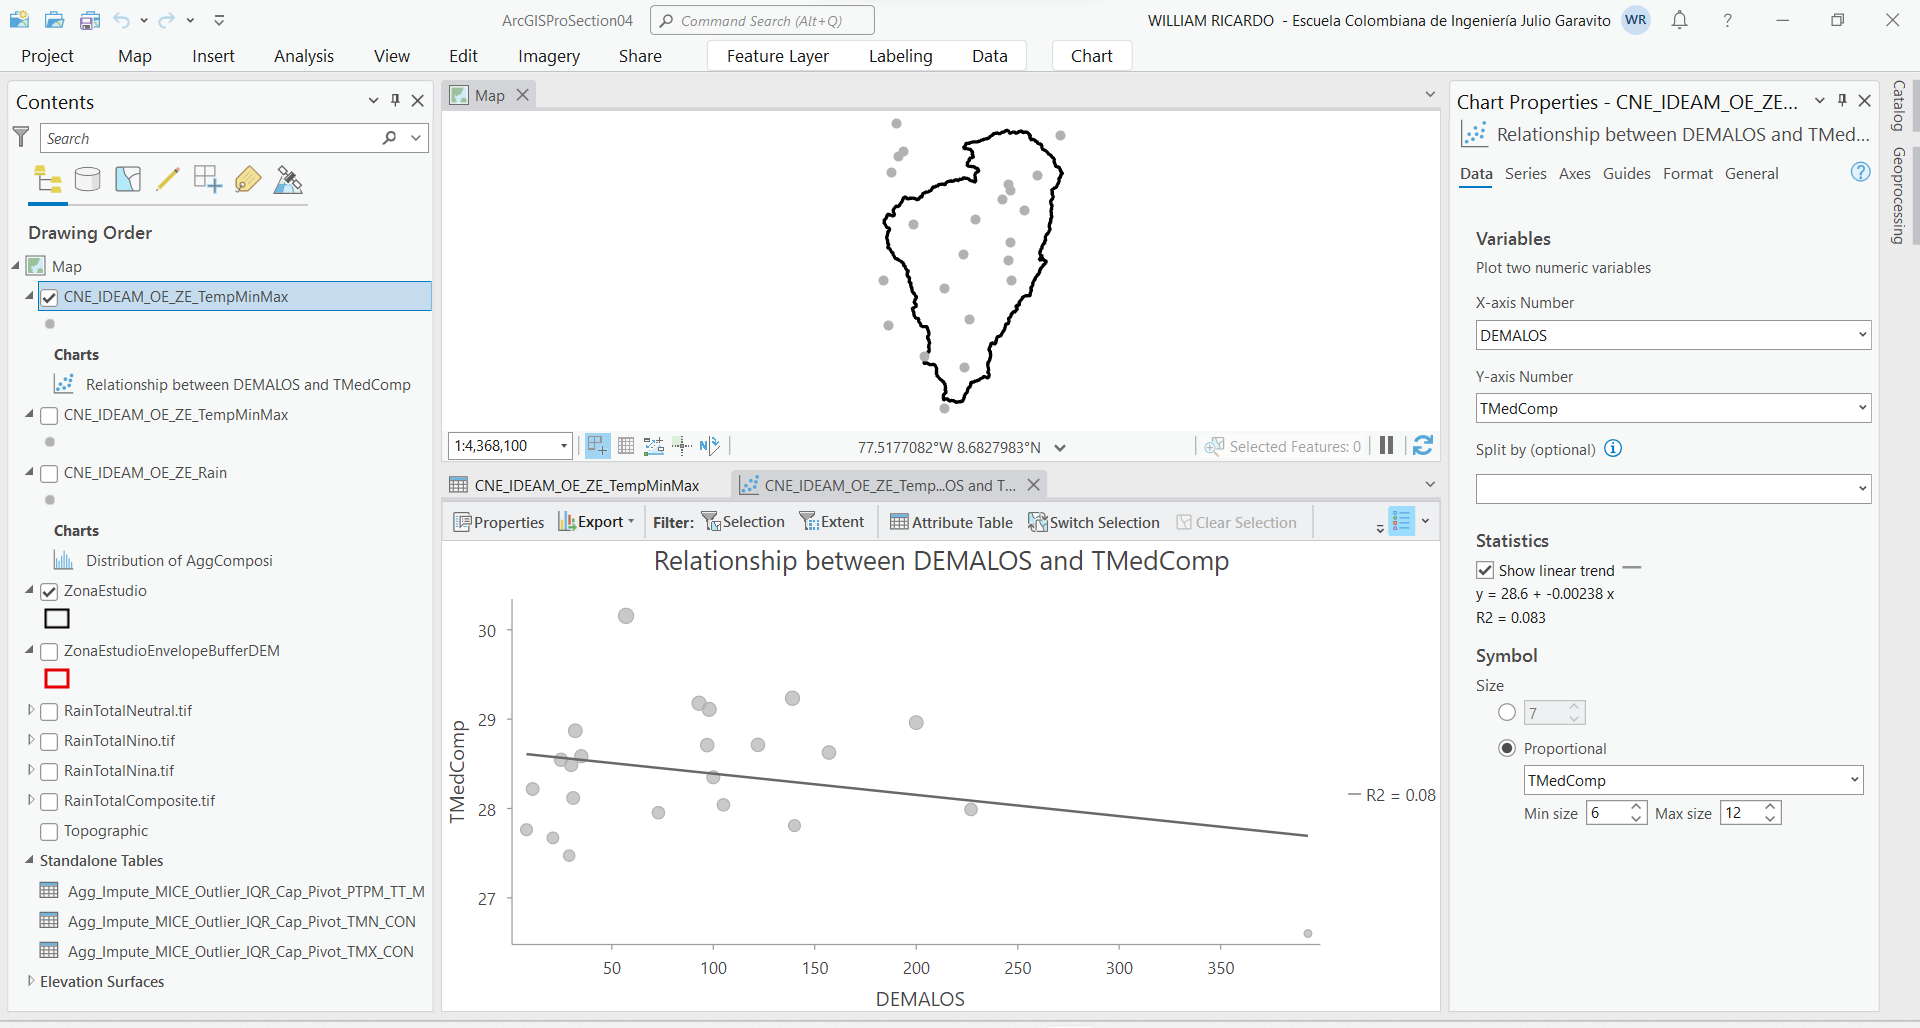 ArcGISProSection04
Command Search (Alt+Q)
WILLIAM RICARDO - Escuela Colombiana de Ingeniería Julio Garavito
WR
?
Project
Map
Insert
Analysis
View
Edit
Imagery
Share
Feature Layer
Labeling
Data
Chart
Contents
Search
Drawing Order
Map
CNE_IDEAM_OE_ZE_TempMinMax
Charts
Relationship between DEMALOS and TMedComp
CNE_IDEAM_OE_ZE_TempMinMax
CNE_IDEAM_OE_ZE_Rain
Charts
Distribution of AggComposi
ZonaEstudio
ZonaEstudioEnvelopeBufferDEM
RainTotalNeutral.tif
RainTotalNino.tif
RainTotalNina.tif
RainTotalComposite.tif
Topographic
Standalone Tables
Agg_Impute_MICE_Outlier_IQR_Cap_Pivot_PTPM_TT_M
Agg_Impute_MICE_Outlier_IQR_Cap_Pivot_TMN_CON
Agg_Impute_MICE_Outlier_IQR_Cap_Pivot_TMX_CON
Elevation Surfaces
Map
1:4,368,100
77.5177082°W 8.6827983°N
Selected Features: 0
CNE_IDEAM_OE_ZE_TempMinMax
CNE_IDEAM_OE_ZE_Temp...OS and T...
Properties
Export
Filter:
Selection
Extent
Attribute Table
Switch Selection
Clear Selection
Relationship between DEMALOS and TMedComp
TMedComp
30
29
28
27
50
100
150
200
250
300
350
DEMALOS
R2 = 0.08
Chart Properties - CNE_IDEAM_OE_ZE...
Relationship between DEMALOS and TMed...
Data
Series
Axes
Guides
Format
General
?
Variables
Plot two numeric variables
X-axis Number
DEMALOS
Y-axis Number
TMedComp
Split by (optional)
Statistics
Show linear trend
y = 28.6 + -0.00238 x
R2 = 0.083
Symbol
Size
7
Proportional
TMedComp
Min size 6 Max size 12
Catalog
Geoprocessing